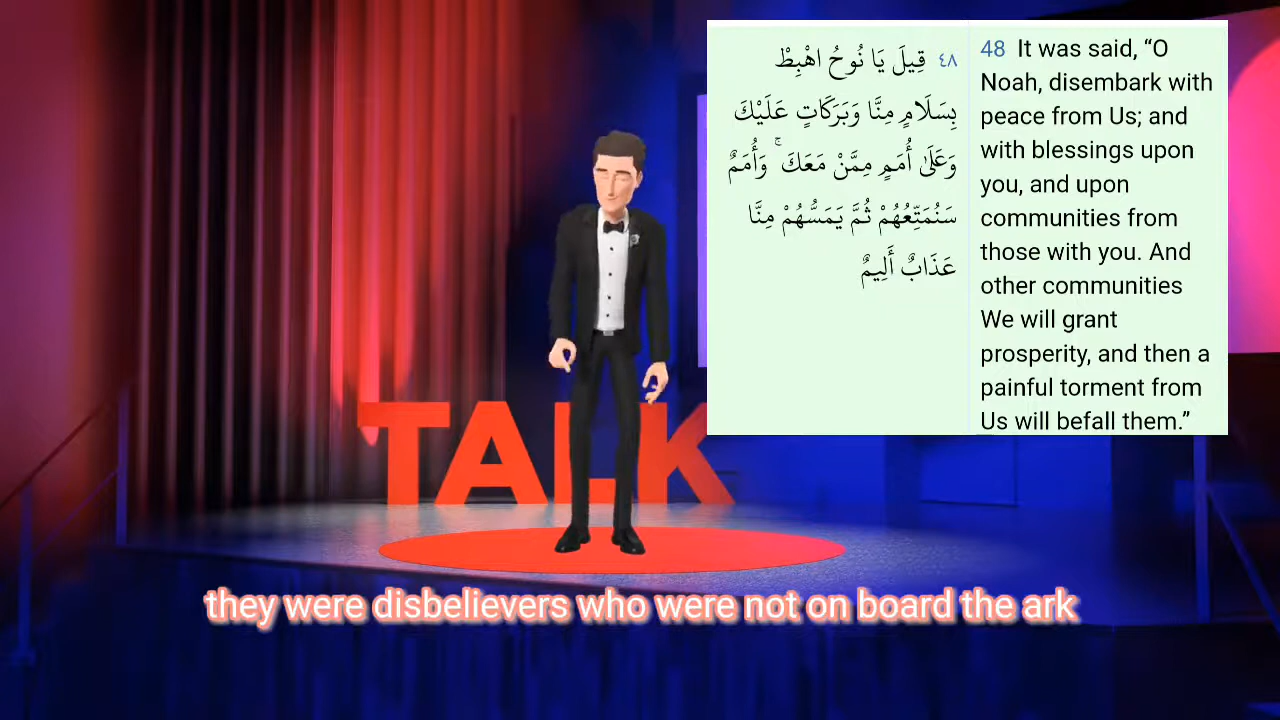 ٤٨ قِيلَ يَا نُوحُ اهْبِطْ
بِسَلَامٍ مِنَّا وَبَرَكَاتٍ عَلَيْكَ
وَعَلَىٰ أُمَمٍ مِمَّنْ مَعَكَ ۚ وَأُمَمٌ
سَنُمَتِّعُهُمْ ثُمَّ يَمَسُّهُمْ مِنَّا
عَذَابٌ أَلِيمٌ
48 It was said, “O
Noah, disembark with
peace from Us; and
with blessings upon
you, and upon
communities from
those with you. And
other communities
We will grant
prosperity, and then a
painful torment from
Us will befall them.”
TALK
they were disbelievers who were not on board the ark